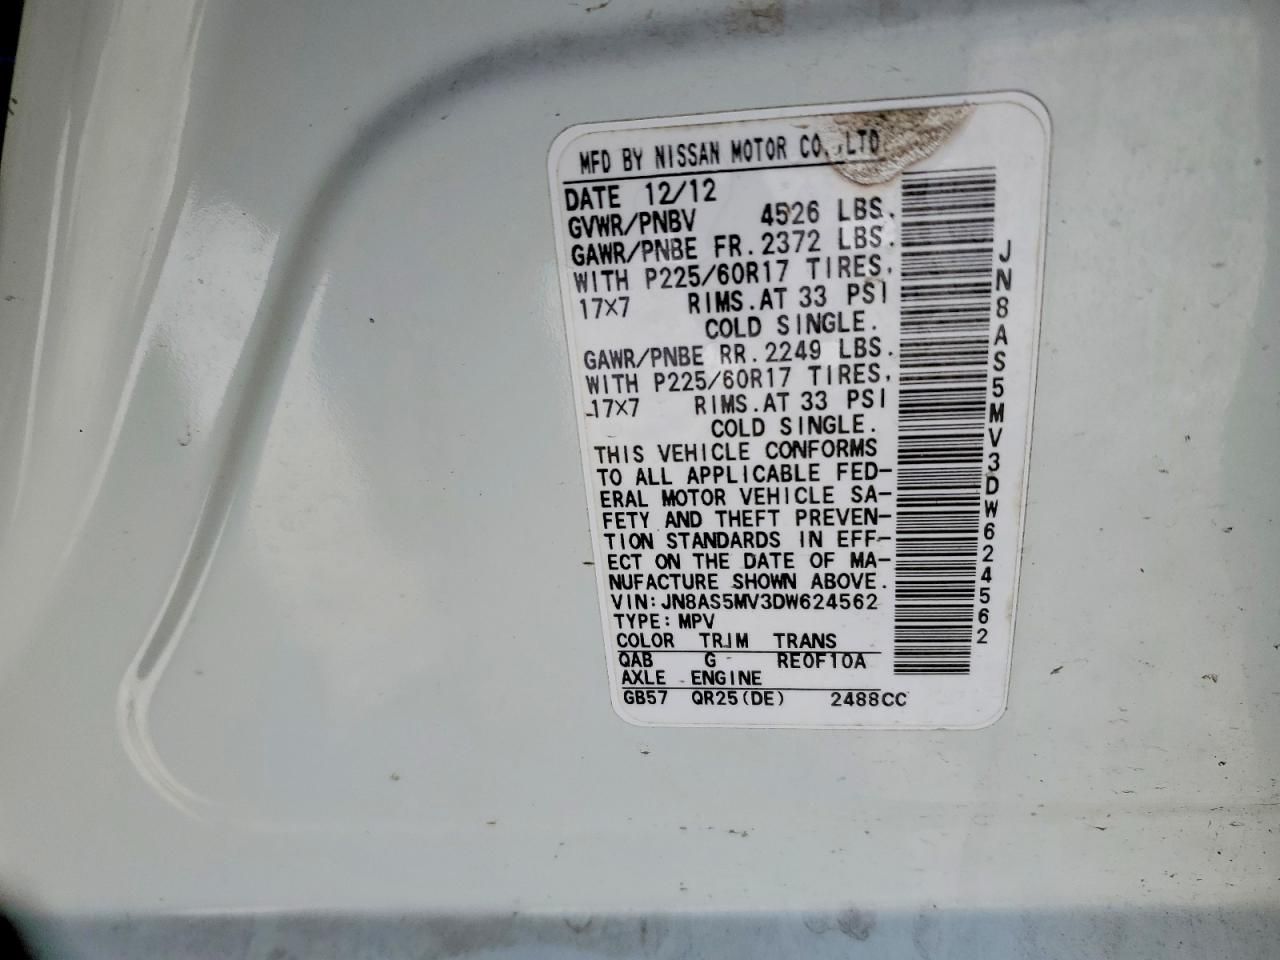 MFD BY NISSAN MOTOR CO.,LTD.
DATE 12/12
GVWR/PNBV 4526 LBS.
GAWR/PNBE FR.2372 LBS.
WITH P225/60R17 TIRES,
17X7 RIMS.AT 33 PSI
COLD SINGLE.
GAWR/PNBE RR.2249 LBS.
WITH P225/60R17 TIRES,
17X7 RIMS.AT 33 PSI
COLD SINGLE.
THIS VEHICLE CONFORMS
TO ALL APPLICABLE FED-
ERAL MOTOR VEHICLE SA-
FETY AND THEFT PREVEN-
TION STANDARDS IN EFF-
ECT ON THE DATE OF MA-
NUFACTURE SHOWN ABOVE.
VIN:JN8AS5MV3DW624562
TYPE:MPV
COLOR TRIM TRANS
QAB G RE0F10A
AXLE ENGINE
GB57 QR25(DE) 2488CC
JN8AS5MV3DW624562